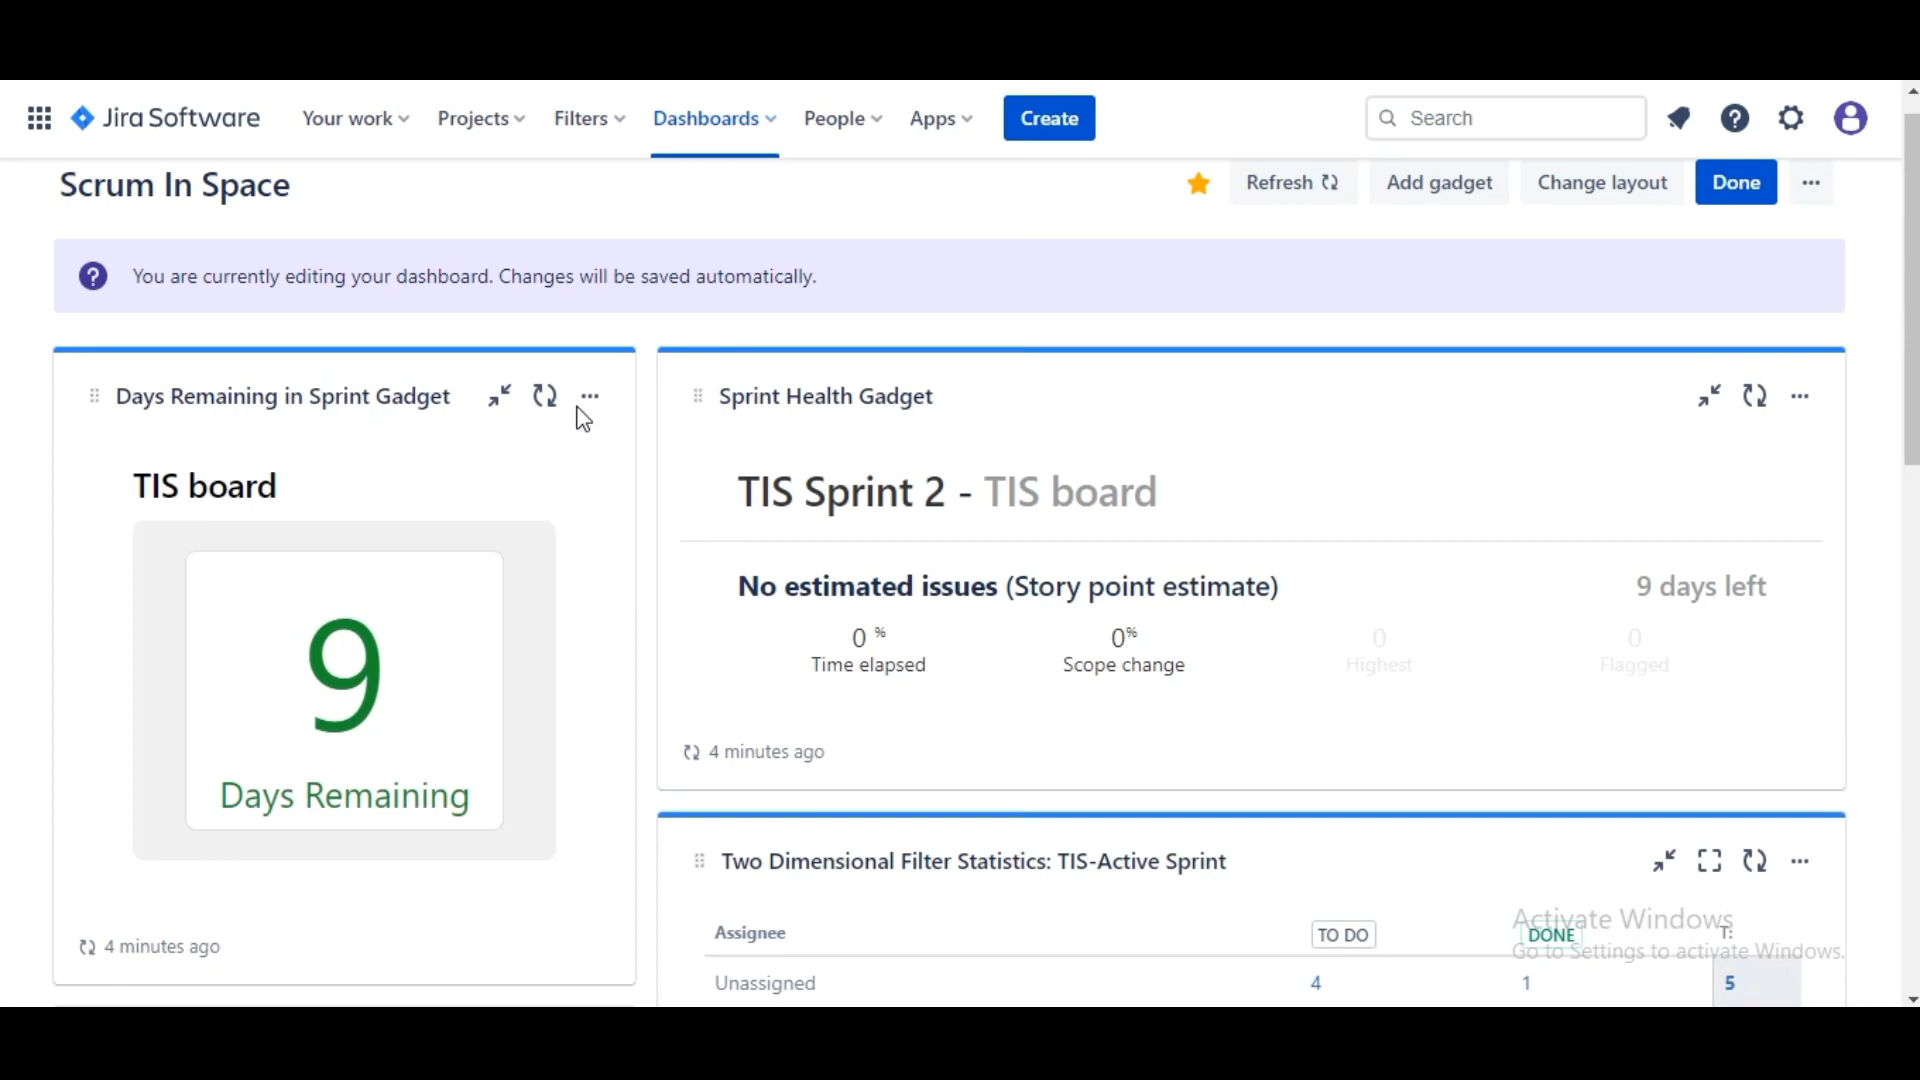 Jira Software Your work Projects Filters Dashboards People Apps Create Search
Scrum In Space Refresh Add gadget Change layout Done
You are currently editing your dashboard. Changes will be saved automatically.
Days Remaining in Sprint Gadget
TIS board
9
Days Remaining
4 minutes ago
Sprint Health Gadget
TIS Sprint 2 - TIS board
No estimated issues (Story point estimate) 9 days left
0 % 0% 0 0
Time elapsed Scope change Highest Flagged
4 minutes ago
Two Dimensional Filter Statistics: TIS-Active Sprint
Assignee TO DO DONE T:
Unassigned 4 1 5
Activate Windows
Go to Settings to activate Windows.